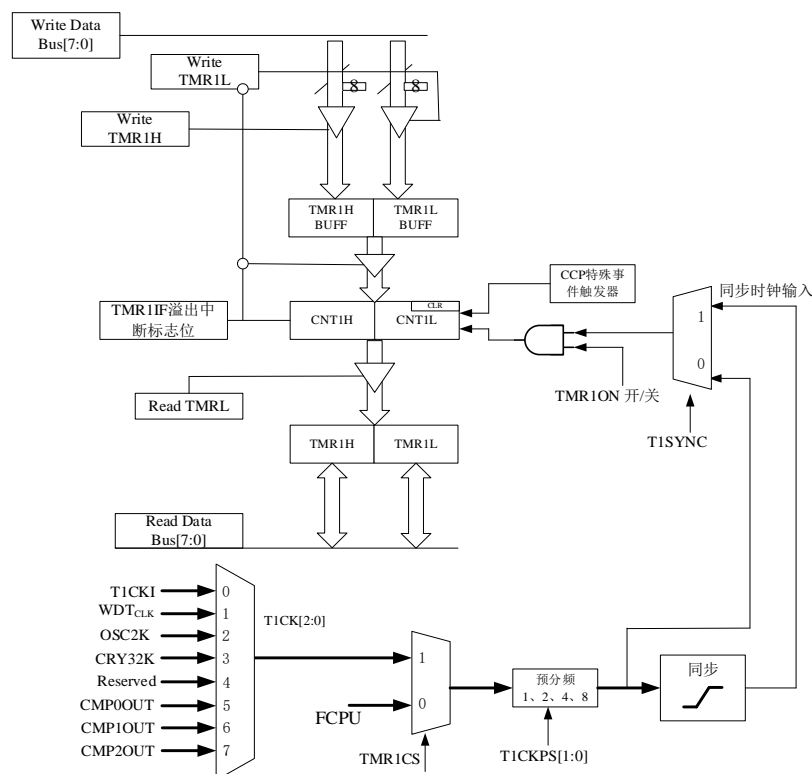 Write Data
Bus[7:0]
Write
TMR1L
8
8
Write
TMR1H
TMR1H
BUFF
TMR1L
BUFF
CCP特殊事
件触发器
同步时钟输入
CLR
TMR1IF溢出中
断标志位
CNT1H
CNT1L
1
0
TMR1ON 开/关
Read TMRL
T1SYNC
TMR1H
TMR1L
Read Data
Bus[7:0]
T1CKI
0
WDTCLK
1
T1CK[2:0]
OSC2K
2
CRY32K
3
1
Reserved
4
预分频
1、2、4、8
同步
CMP0OUT
5
FCPU
0
CMP1OUT
6
CMP2OUT
7
TMR1CS
T1CKPS[1:0]